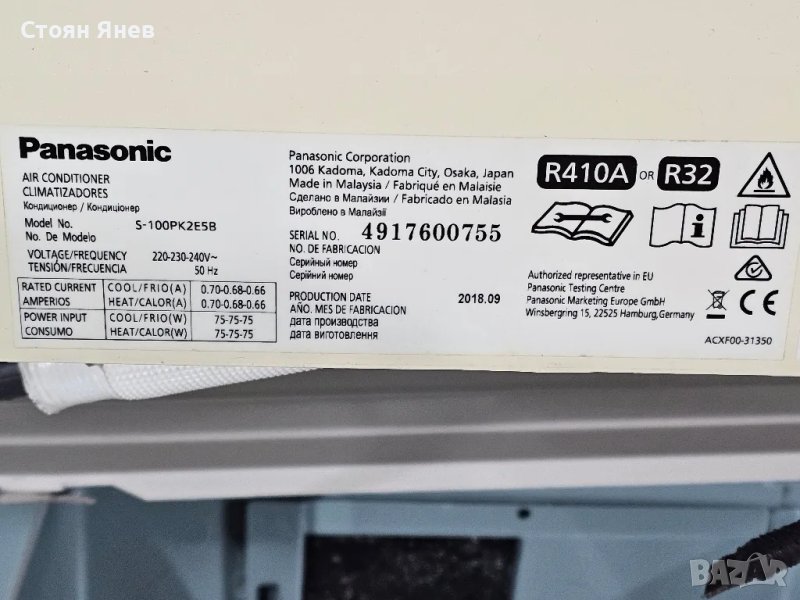 Стоян Янев
Panasonic
AIR CONDITIONER
CLIMATIZADORES
Кондиционер / Кондиціонер
Model No. S-100PK2E5B
No. De Modelo
VOLTAGE/FREQUENCY 220-230-240V~
TENSIÓN/FRECUENCIA 50 Hz
RATED CURRENT COOL/FRIO(A) 0.70-0.68-0.66
AMPERIOS HEAT/CALOR(A) 0.70-0.68-0.66
POWER INPUT COOL/FRIO(W) 75-75-75
CONSUMO HEAT/CALOR(W) 75-75-75
Panasonic Corporation
1006 Kadoma, Kadoma City, Osaka, Japan
Made in Malaysia / Fabriqué en Malaisie
Сделано в Малайзии / Fabricado en Malasia
Вироблено в Малайзії
SERIAL NO. 4917600755
NO. DE FABRICACION
Серийный номер
Серійний номер
PRODUCTION DATE 2018.09
AÑO. MES DE FABRICACIÓN
дата производства
дата виготовлення
R410A OR R32
Authorized representative in EU
Panasonic Testing Centre
Panasonic Marketing Europe GmbH
Winsbergring 15, 22525 Hamburg,Germany
CE
ACXF00-31350
BAZAR